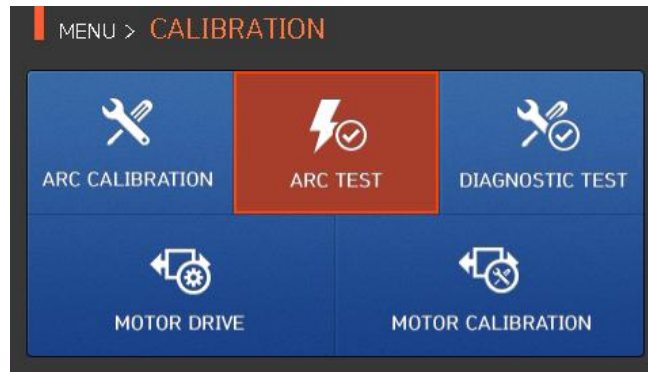 MENU > CALIBRATION
ARC CALIBRATION
ARC TEST
DIAGNOSTIC TEST
MOTOR DRIVE
MOTOR CALIBRATION